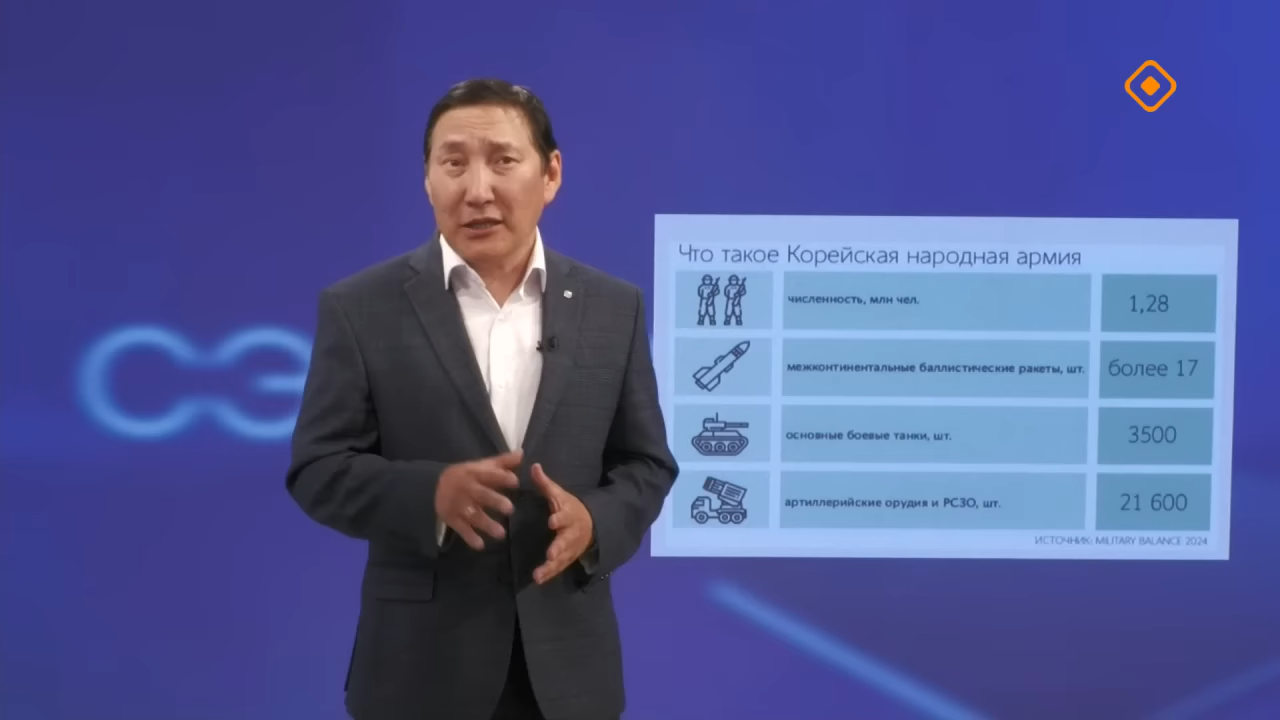 СЭ
Что такое Корейская народная армия
численность, млн чел. 1,28
межконтинентальные баллистические ракеты, шт. более 17
основные боевые танки, шт. 3500
артиллерийские орудия и РСЗО, шт. 21 600
ИСТОЧНИК: MILITARY BALANCE 2024